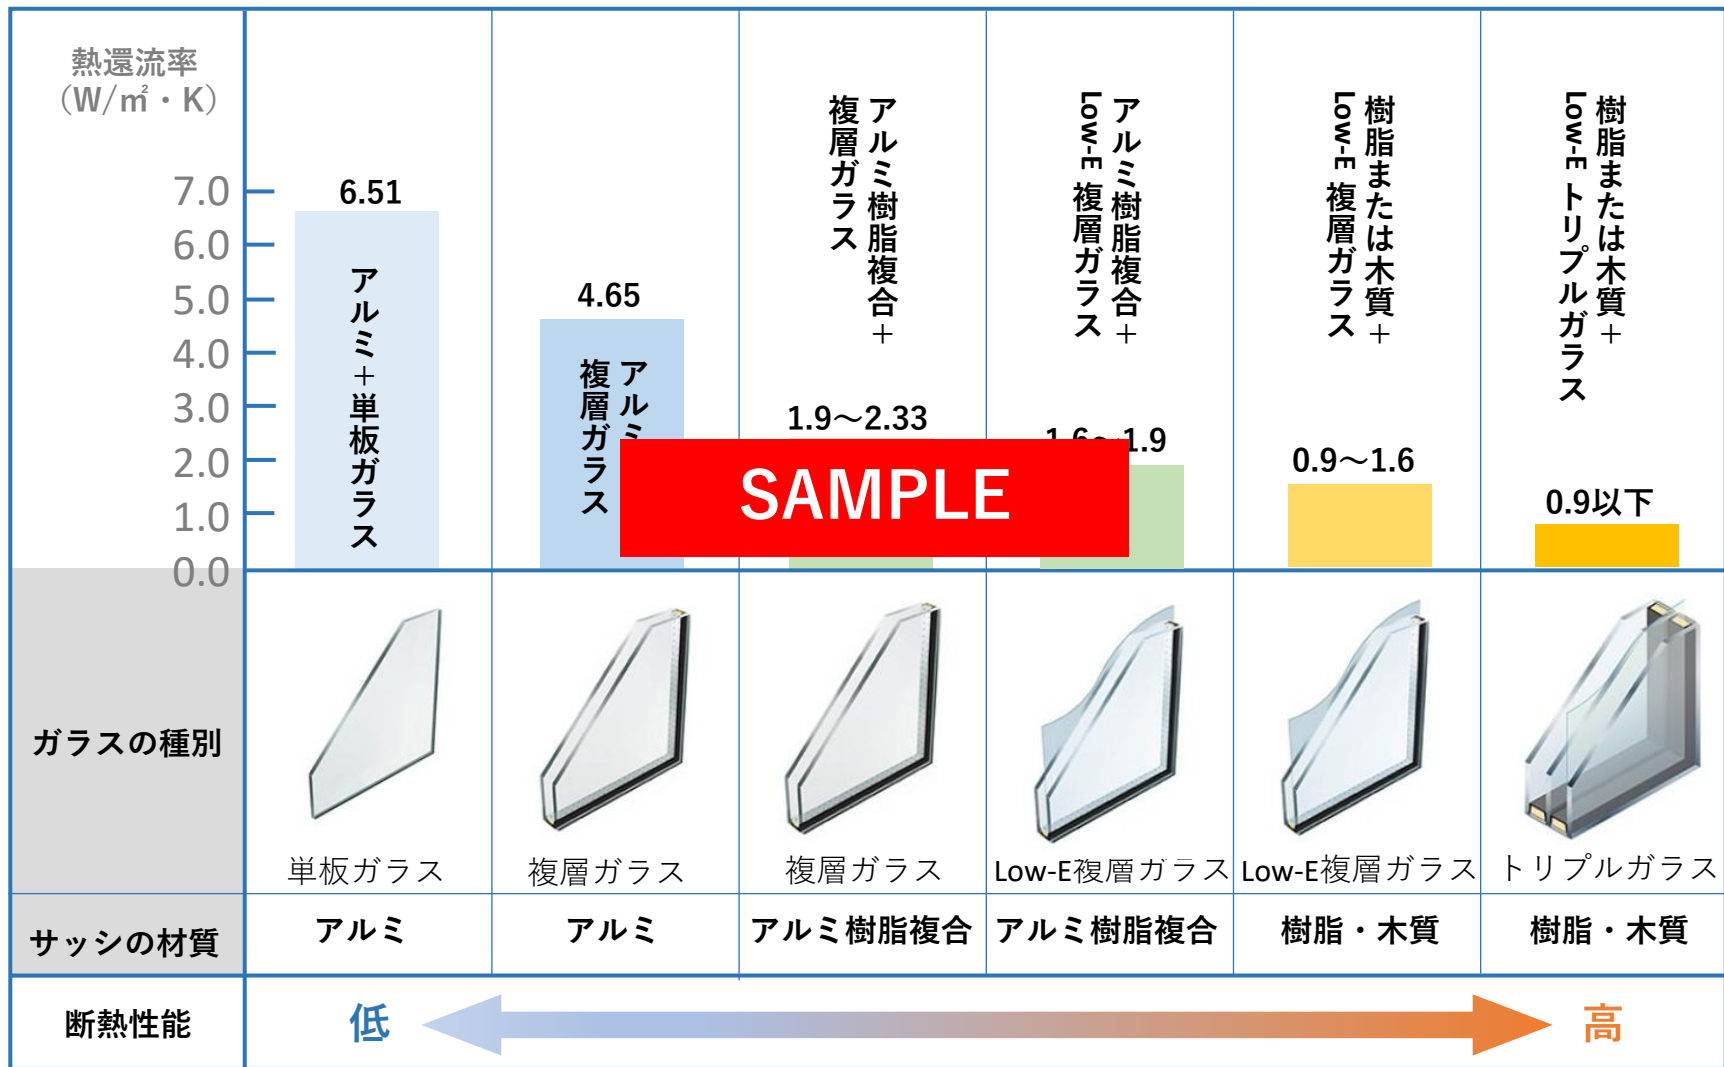 熱還流率
（W/㎡・K）
7.0
6.0
5.0
4.0
3.0
2.0
1.0
0.0
6.51
アルミ＋単板ガラス
4.65
アルミ
複層ガラス
アルミ樹脂複合＋
複層ガラス
1.9～2.33
アルミ樹脂複合＋
Low-E 複層ガラス
1.6～1.9
樹脂または木質＋
Low-E 複層ガラス
0.9～1.6
樹脂または木質＋
Low-E トリプルガラス
0.9以下
SAMPLE
ガラスの種別
単板ガラス
複層ガラス
複層ガラス
Low-E複層ガラス
Low-E複層ガラス
トリプルガラス
サッシの材質
アルミ
アルミ
アルミ樹脂複合
アルミ樹脂複合
樹脂・木質
樹脂・木質
断熱性能
低
高